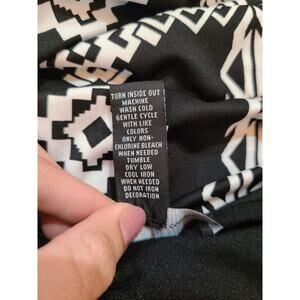 TURN INSIDE OUT
MACHINE
WASH COLD
GENTLE CYCLE
WITH LIKE
COLORS
ONLY NON-
CHLORINE BLEACH
WHEN NEEDED
TUMBLE
DRY LOW
COOL IRON
WHEN NEEDED
DO NOT IRON
DECORATION